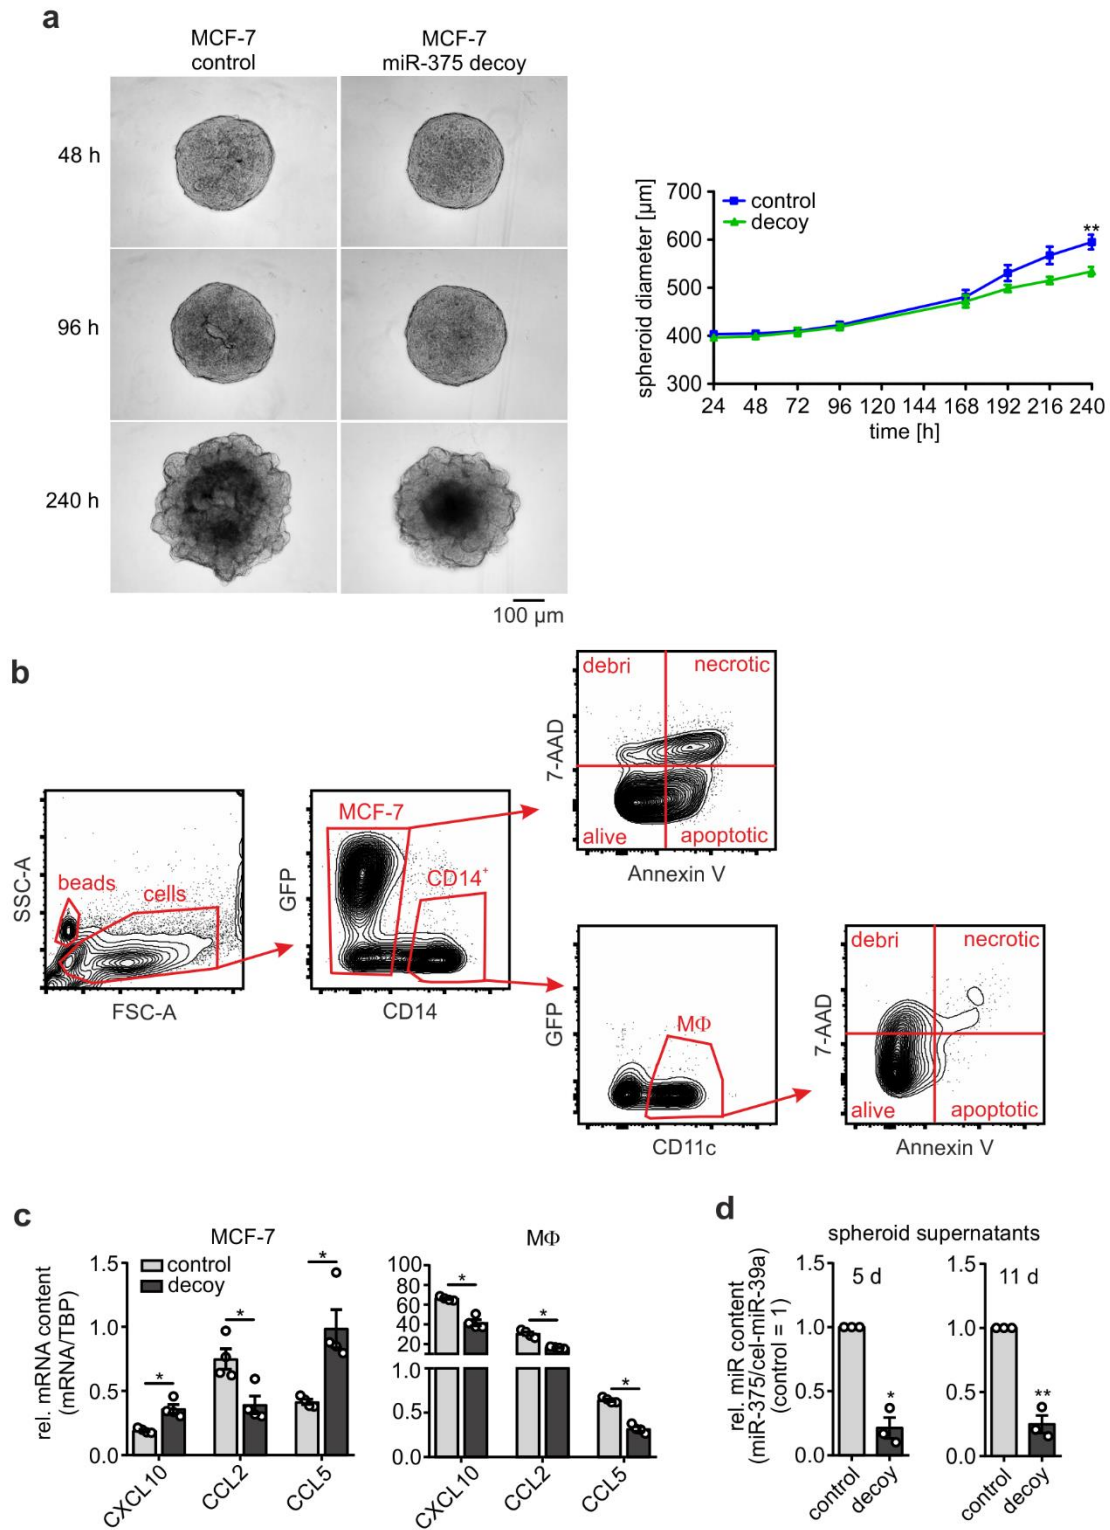 a
MCF-7
control
MCF-7
miR-375 decoy
48 h
96 h
240 h
100 µm
spheroid diameter [µm]
700
600
500
400
300
control
decoy
**
24 48 72 96 120 144 168 192 216 240
time [h]
b
SSC-A
beads
cells
FSC-A
GFP
MCF-7
CD14+
CD14
7-AAD
debri
necrotic
alive
apoptotic
Annexin V
GFP
MΦ
CD11c
7-AAD
debri
necrotic
alive
apoptotic
Annexin V
c
MCF-7
rel. mRNA content
(mRNA/TBP)
1.5
1.0
0.5
0.0
control
decoy
*
*
*
CXCL10
CCL2
CCL5
MΦ
100
80
60
40
20
1.0
0.5
0.0
*
*
*
CXCL10
CCL2
CCL5
d
spheroid supernatants
rel. miR content
(miR-375/cel-miR-39a)
(control = 1)
1.5
1.0
0.5
0.0
5 d
*
control
decoy
1.5
1.0
0.5
0.0
11 d
**
control
decoy